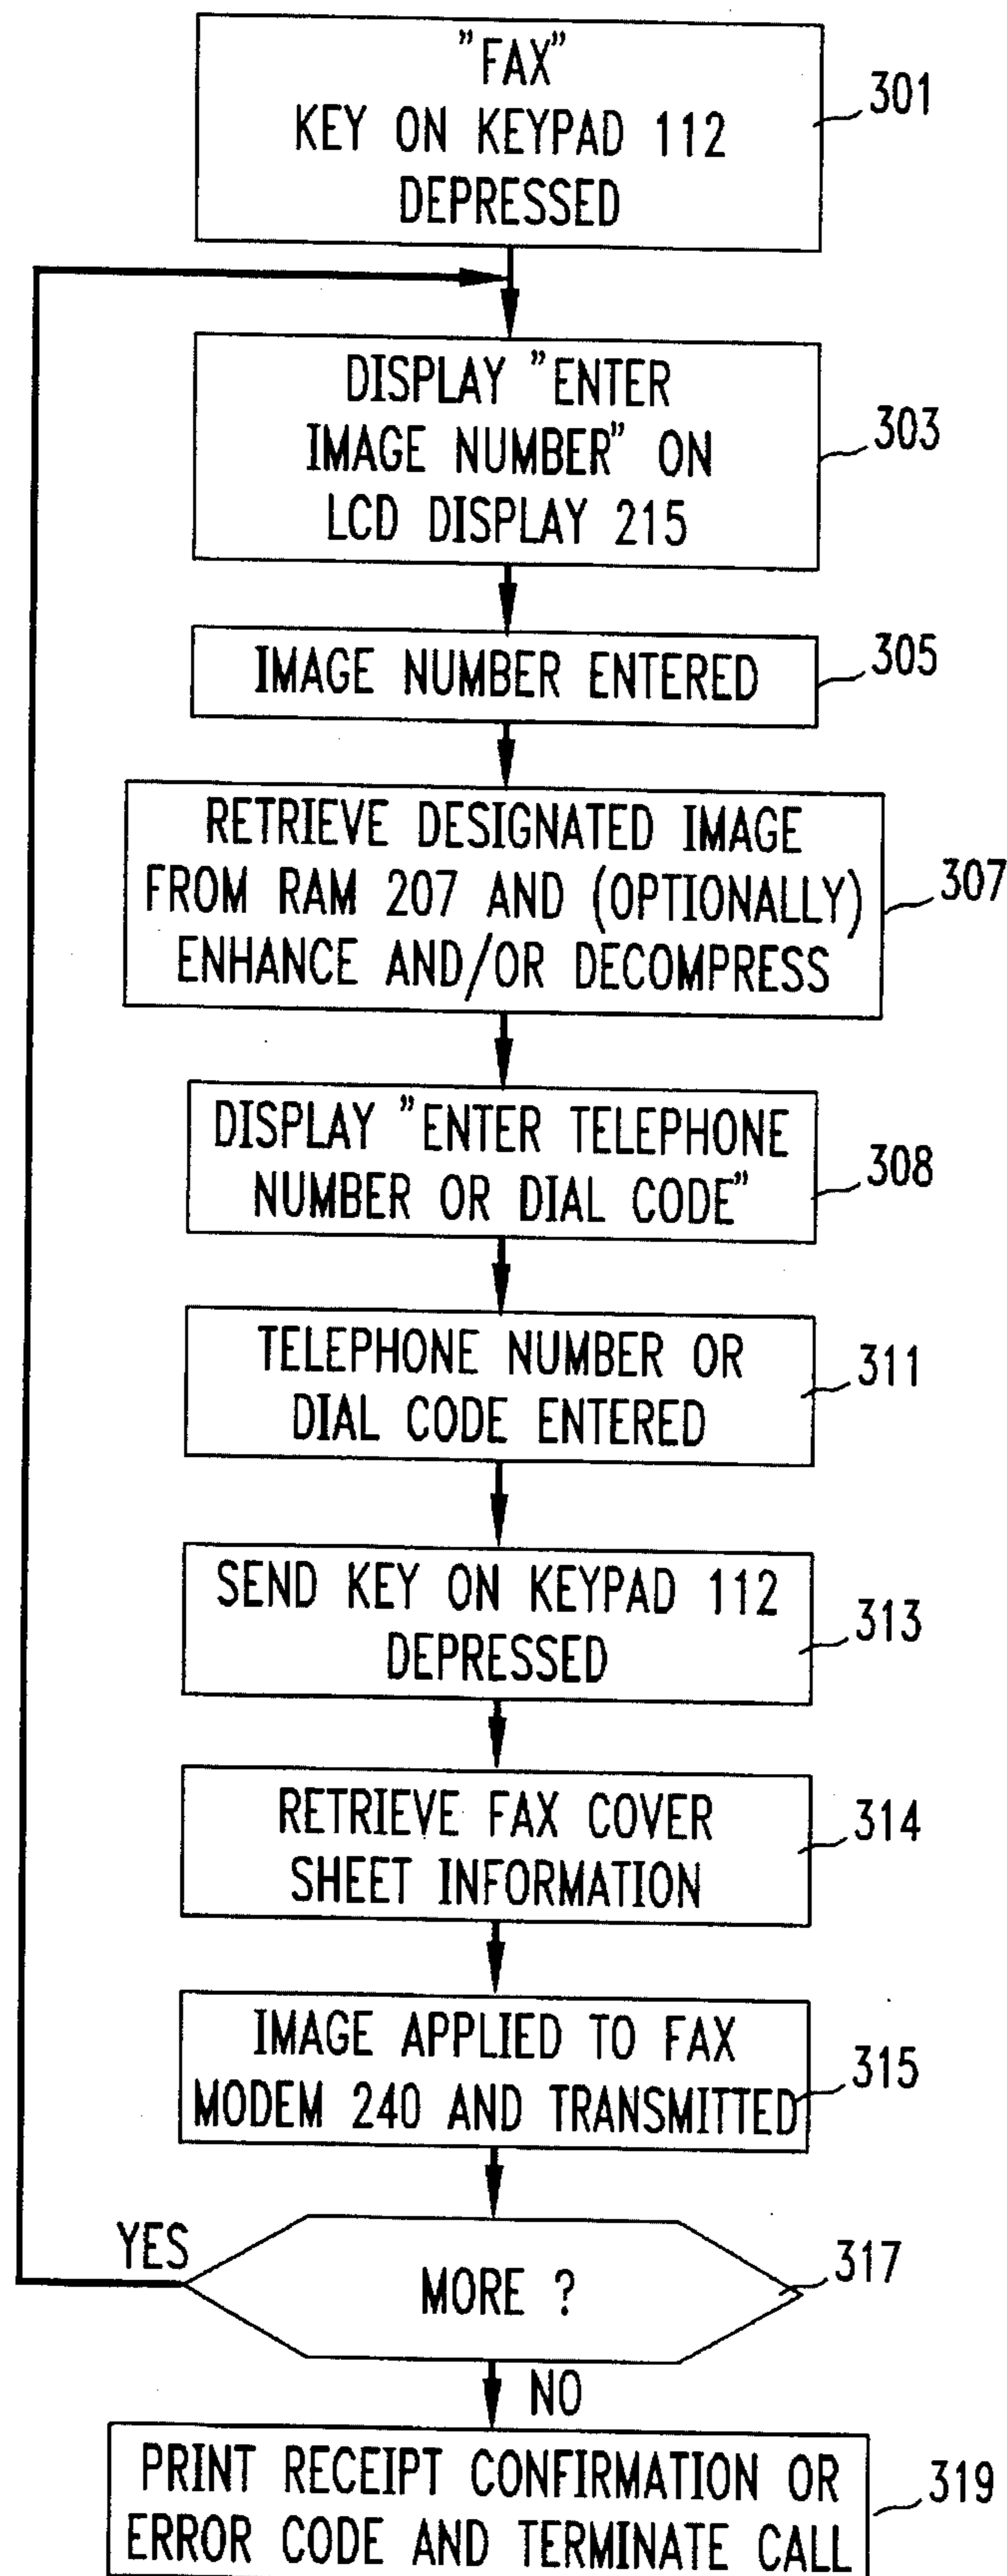 ”FAX”
KEY ON KEYPAD 112
DEPRESSED
301
DISPLAY ”ENTER
IMAGE NUMBER” ON
LCD DISPLAY 215
303
IMAGE NUMBER ENTERED
305
RETRIEVE DESIGNATED IMAGE
FROM RAM 207 AND (OPTIONALLY)
ENHANCE AND/OR DECOMPRESS
307
DISPLAY ”ENTER TELEPHONE
NUMBER OR DIAL CODE”
308
TELEPHONE NUMBER OR
DIAL CODE ENTERED
311
SEND KEY ON KEYPAD 112
DEPRESSED
313
RETRIEVE FAX COVER
SHEET INFORMATION
314
IMAGE APPLIED TO FAX
MODEM 240 AND TRANSMITTED
315
YES
MORE ?
317
NO
PRINT RECEIPT CONFIRMATION OR
ERROR CODE AND TERMINATE CALL
319